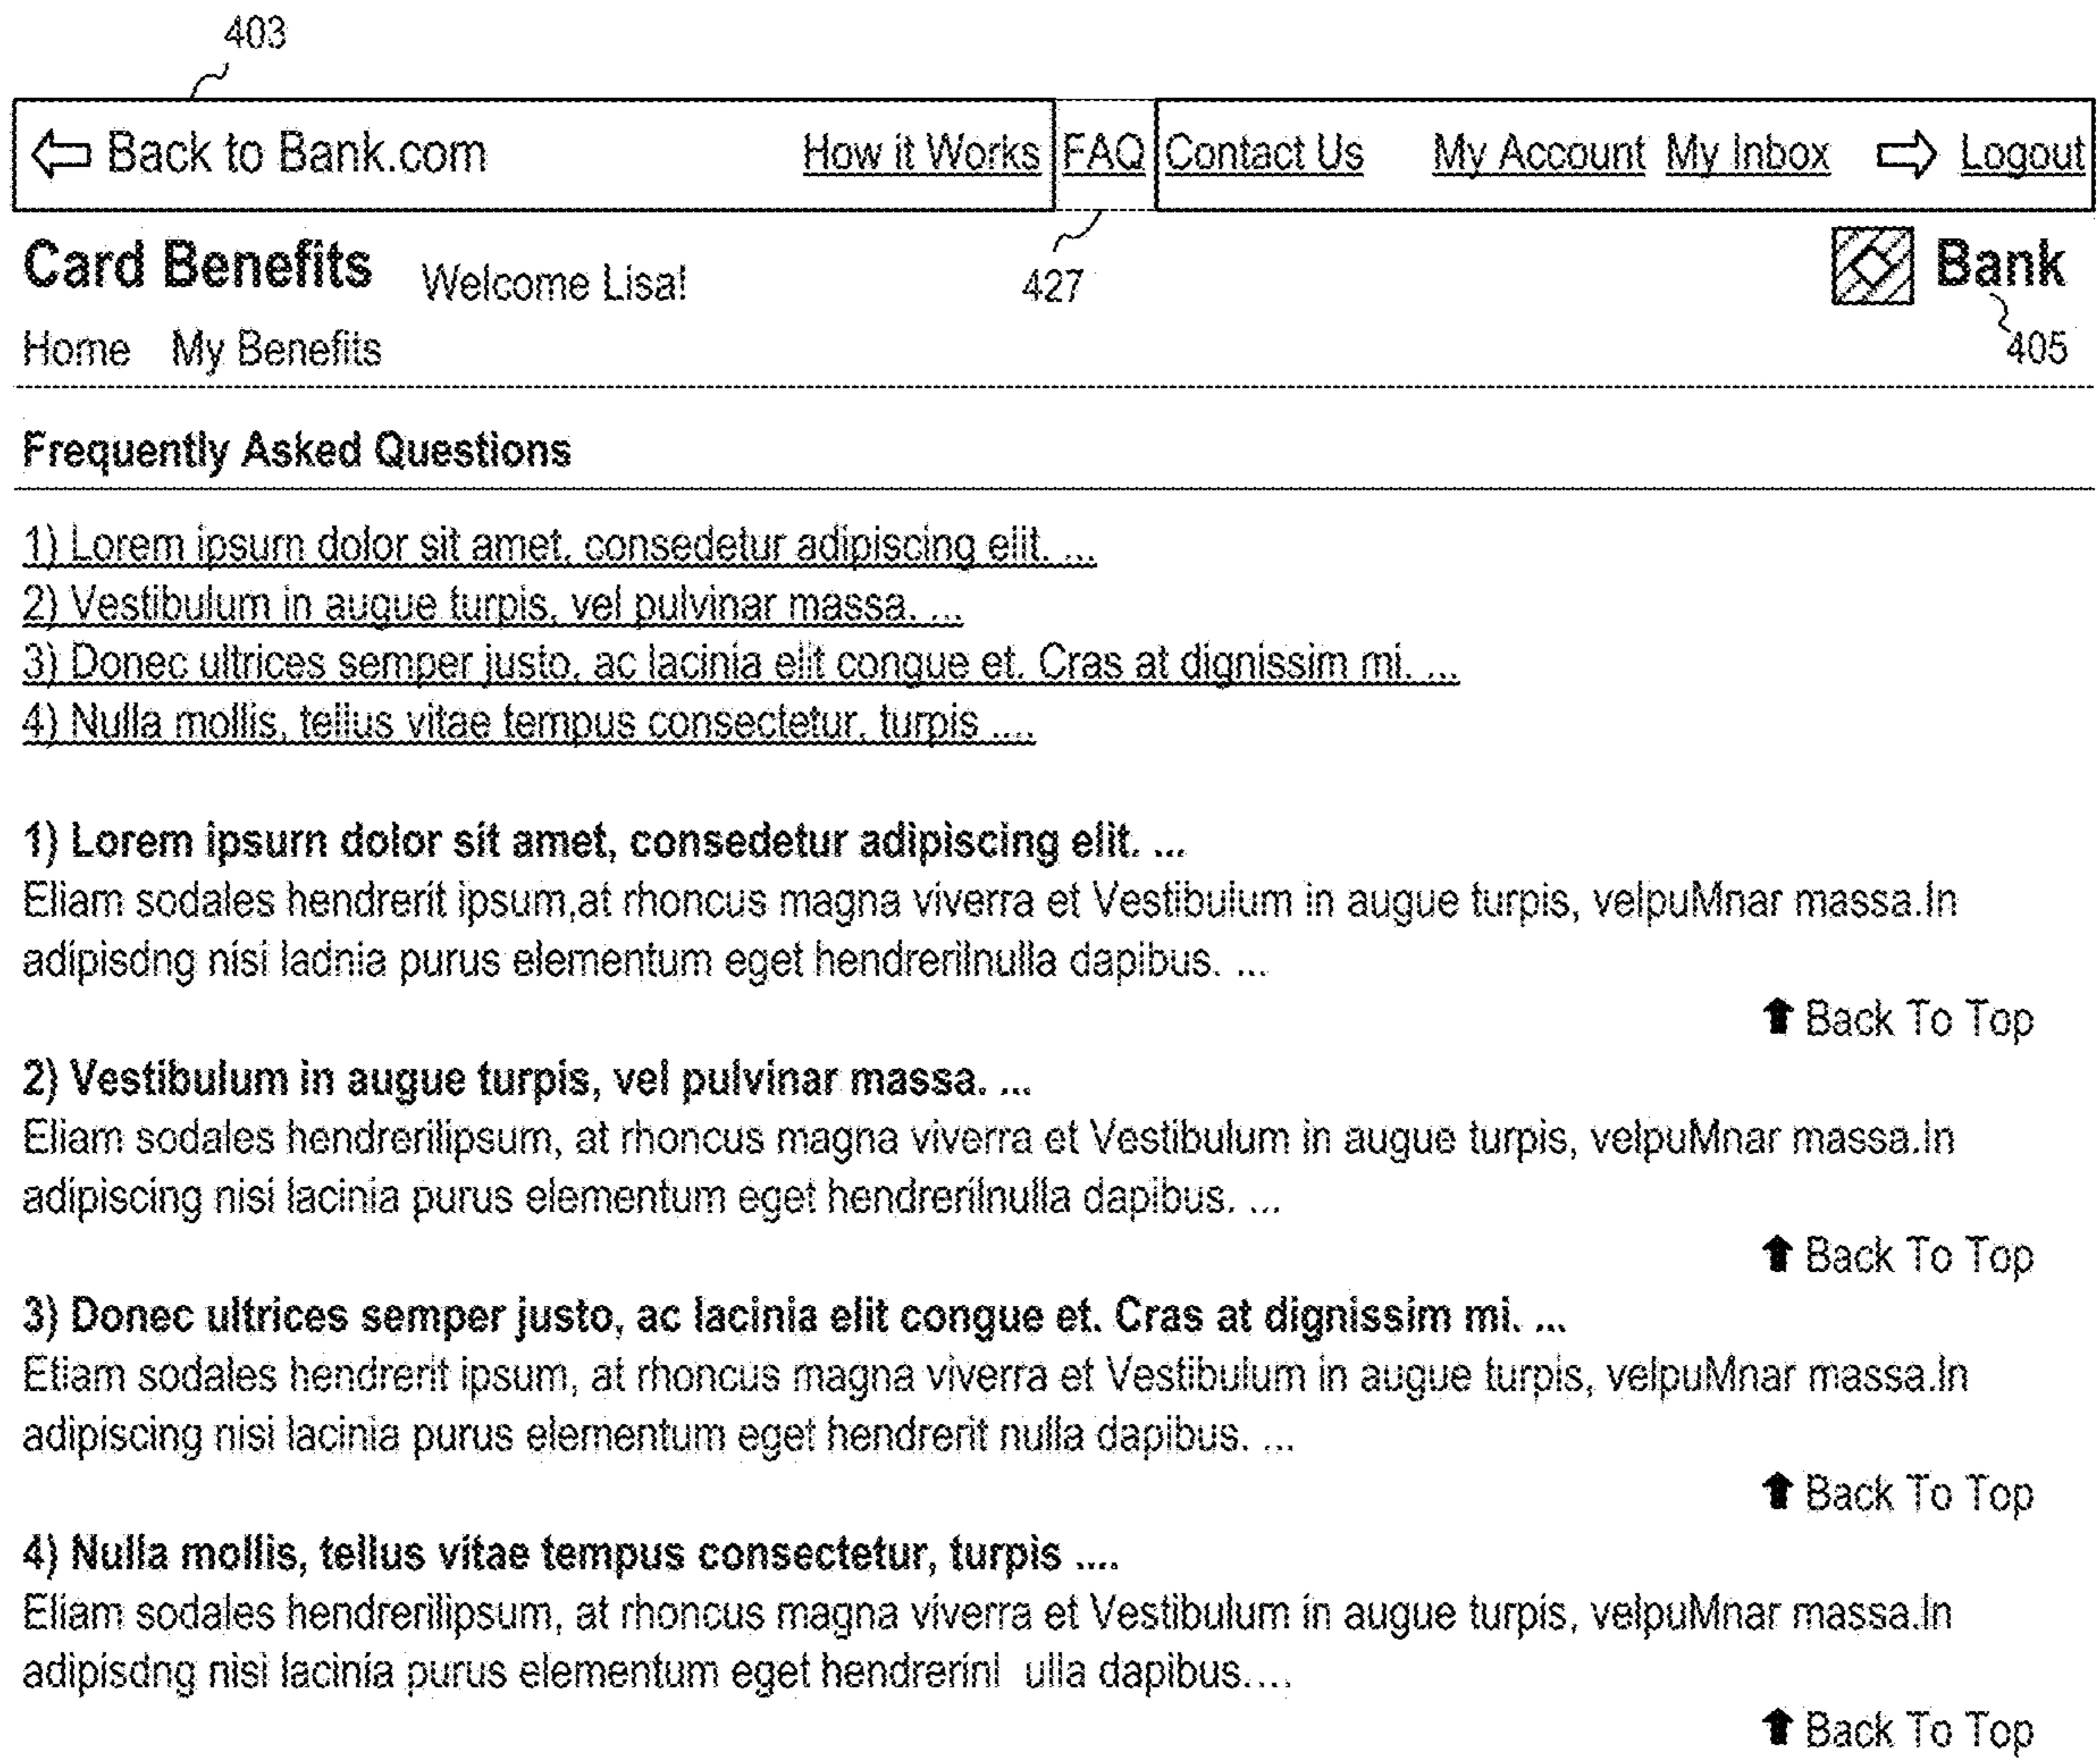 403
Back to Bank.com How it Works FAQ Contact Us My Account My Inbox Logout
Card Benefits Welcome Lisa! 427 Bank
Home My Benefits 405
Frequently Asked Questions
1) Lorem ipsum dolor sit amet, consedetur adipiscing elit. ...
2) Vestibulum in augue turpis, vel pulvinar massa. ...
3) Donec ultrices semper justo, ac lacinia elit congue et. Cras at dignissim mi. ...
4) Nulla mollis, tellus vitae tempus consectetur, turpis ....
1) Lorem ipsum dolor sit amet, consedetur adipiscing elit. ...
Eliam sodales hendrerit ipsum,at rhoncus magna viverra et Vestibulum in augue turpis, velpuMnar massa.In
adipisdng nisi ladnia purus elementum eget hendrerilnulla dapibus. ...
Back To Top
2) Vestibulum in augue turpis, vel pulvinar massa. ...
Eliam sodales hendrerilipsum, at rhoncus magna viverra et Vestibulum in augue turpis, velpuMnar massa.In
adipiscing nisi lacinia purus elementum eget hendrerilnulla dapibus. ...
Back To Top
3) Donec ultrices semper justo, ac lacinia elit congue et. Cras at dignissim mi. ...
Etiam sodales hendrerit ipsum, at rhoncus magna viverra et Vestibulum in augue turpis, velpuMnar massa.In
adipiscing nisi lacinia purus elementum eget hendrerit nulla dapibus. ...
Back To Top
4) Nulla mollis, tellus vitae tempus consectetur, turpis ....
Eliam sodales hendrerilipsum, at rhoncus magna viverra et Vestibulum in augue turpis, velpuMnar massa.In
adipisdng nisi lacinia purus elementum eget hendrerinl ulla dapibus....
Back To Top